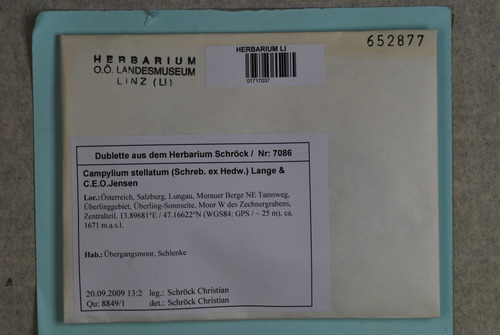 652877
HERBARIUM
O.Ö. LANDESMUSEUM
LINZ (LI)
HERBARIUM LI
01717037
Dublette aus dem Herbarium Schröck / Nr: 7086
Campylium stellatum (Schreb. ex Hedw.) Lange &
C.E.O.Jensen
Loc.: Österreich, Salzburg, Lungau, Murauer Berge NE Tamsweg,
Überlinggebiet, Überling-Sonnseite, Moor W des Zechnergrabens,
Zentralteil, 13.89681°E / 47.16622°N (WGS84: GPS / ~ 25 m), ca.
1671 m.a.s.l.
Hab.: Übergangsmoor, Schlenke
20.09.2009 13:2 leg.: Schröck Christian
Qu: 8849/1 det.: Schröck Christian